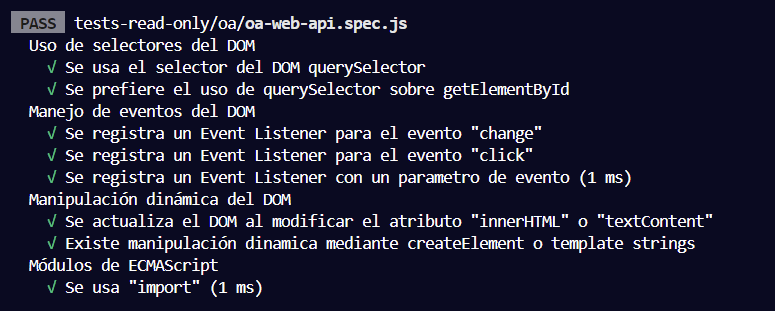 PASS tests-read-only/oa/oa-web-api.spec.js
Uso de selectores del DOM
√ Se usa el selector del DOM querySelector
√ Se prefiere el uso de querySelector sobre getElementById
Manejo de eventos del DOM
√ Se registra un Event Listener para el evento "change"
√ Se registra un Event Listener para el evento "click"
√ Se registra un Event Listener con un parametro de evento (1 ms)
Manipulación dinámica del DOM
√ Se actualiza el DOM al modificar el atributo "innerHTML" o "textContent"
√ Existe manipulación dinamica mediante createElement o template strings
Módulos de ECMAScript
√ Se usa "import" (1 ms)